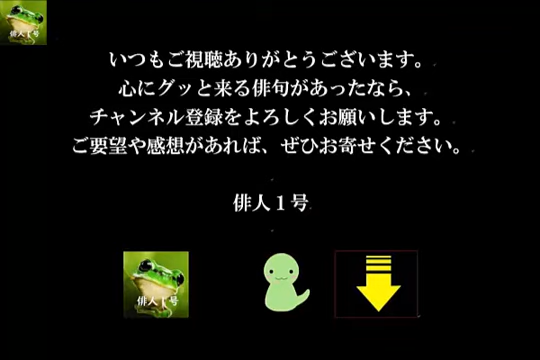 俳人１号
いつもご視聴ありがとうございます。
心にグッと来る俳句があったなら、
チャンネル登録をよろしくお願いします。
ご要望や感想があれば、ぜひお寄せください。
俳人１号
俳人１号